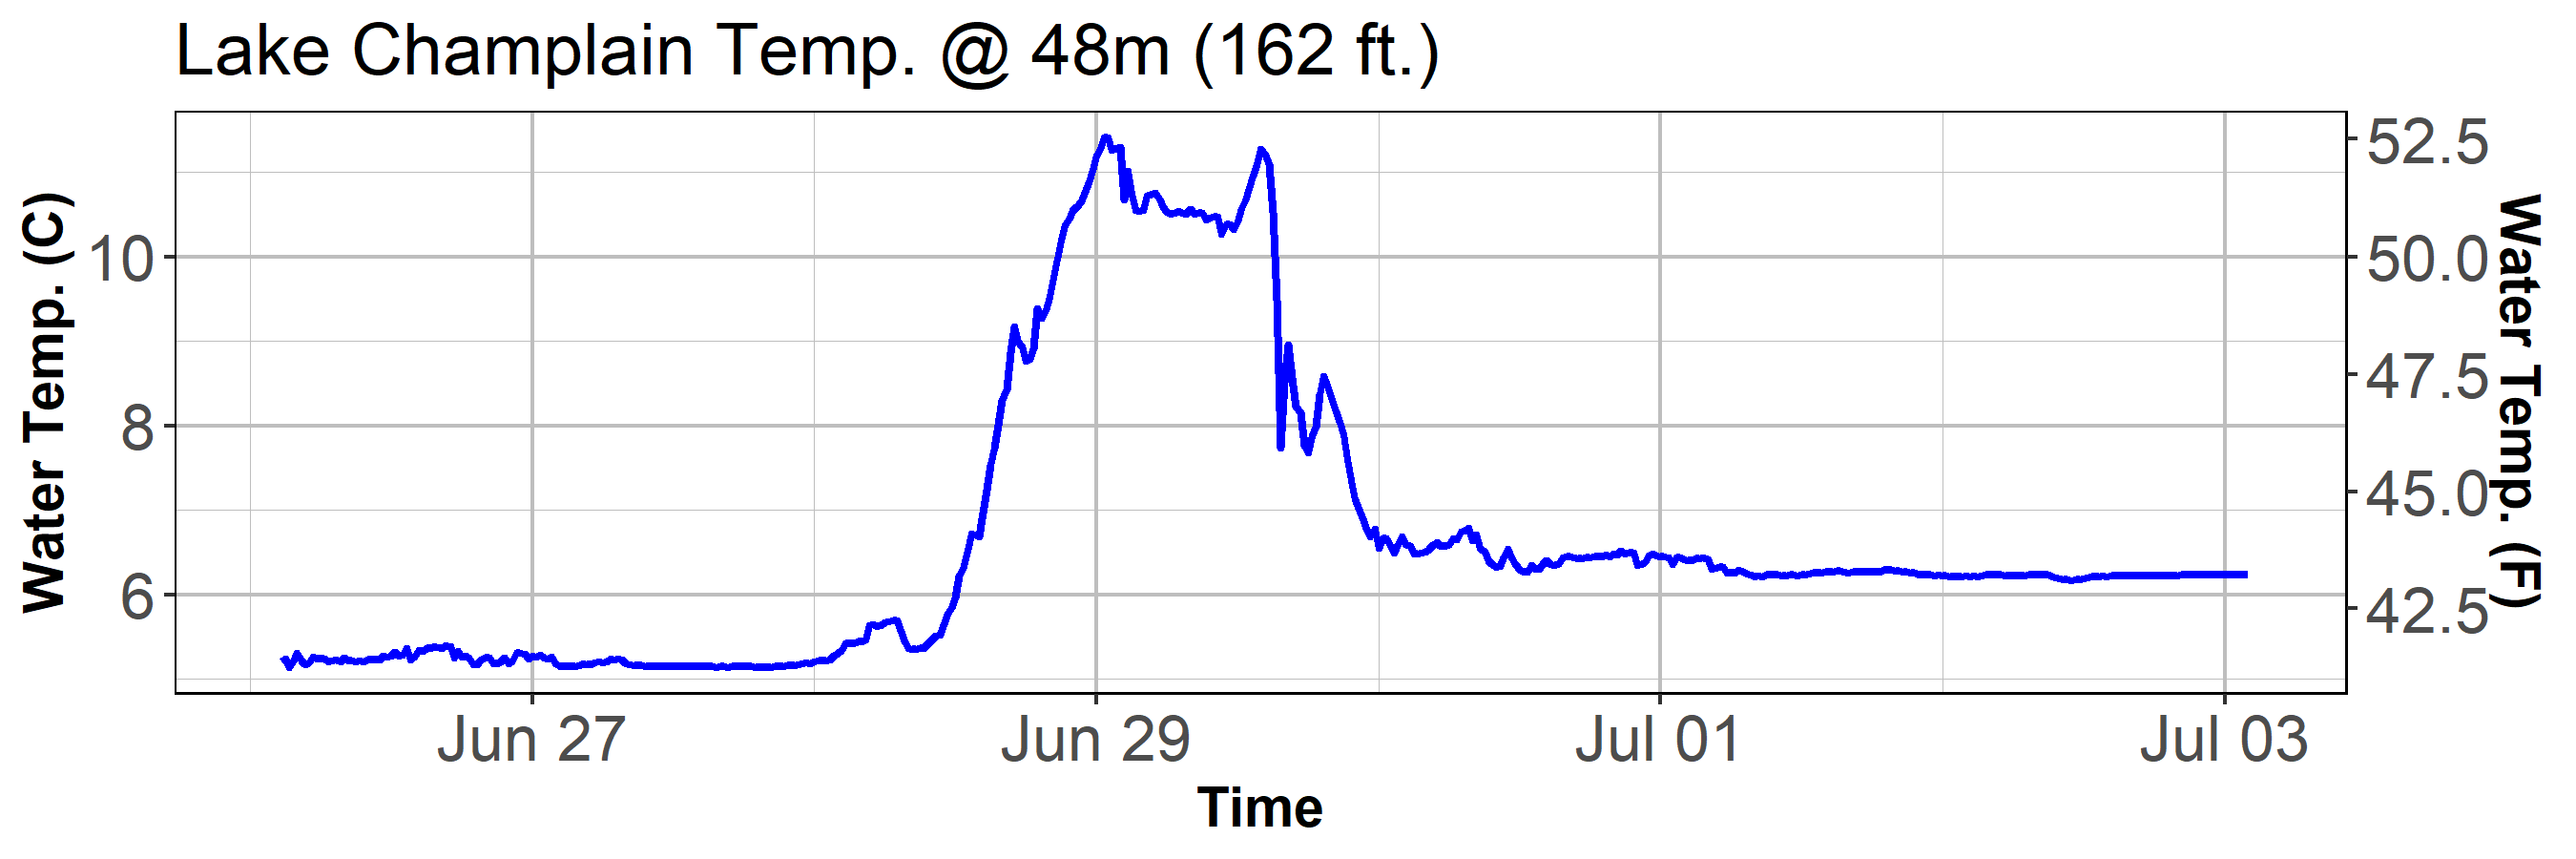 Lake Champlain Temp. @ 48m (162 ft.)
Water Temp. (C)
10
8
6
52.5
50.0
47.5
45.0
42.5
Water Temp. (F)
Jun 27
Jun 29
Jul 01
Jul 03
Time